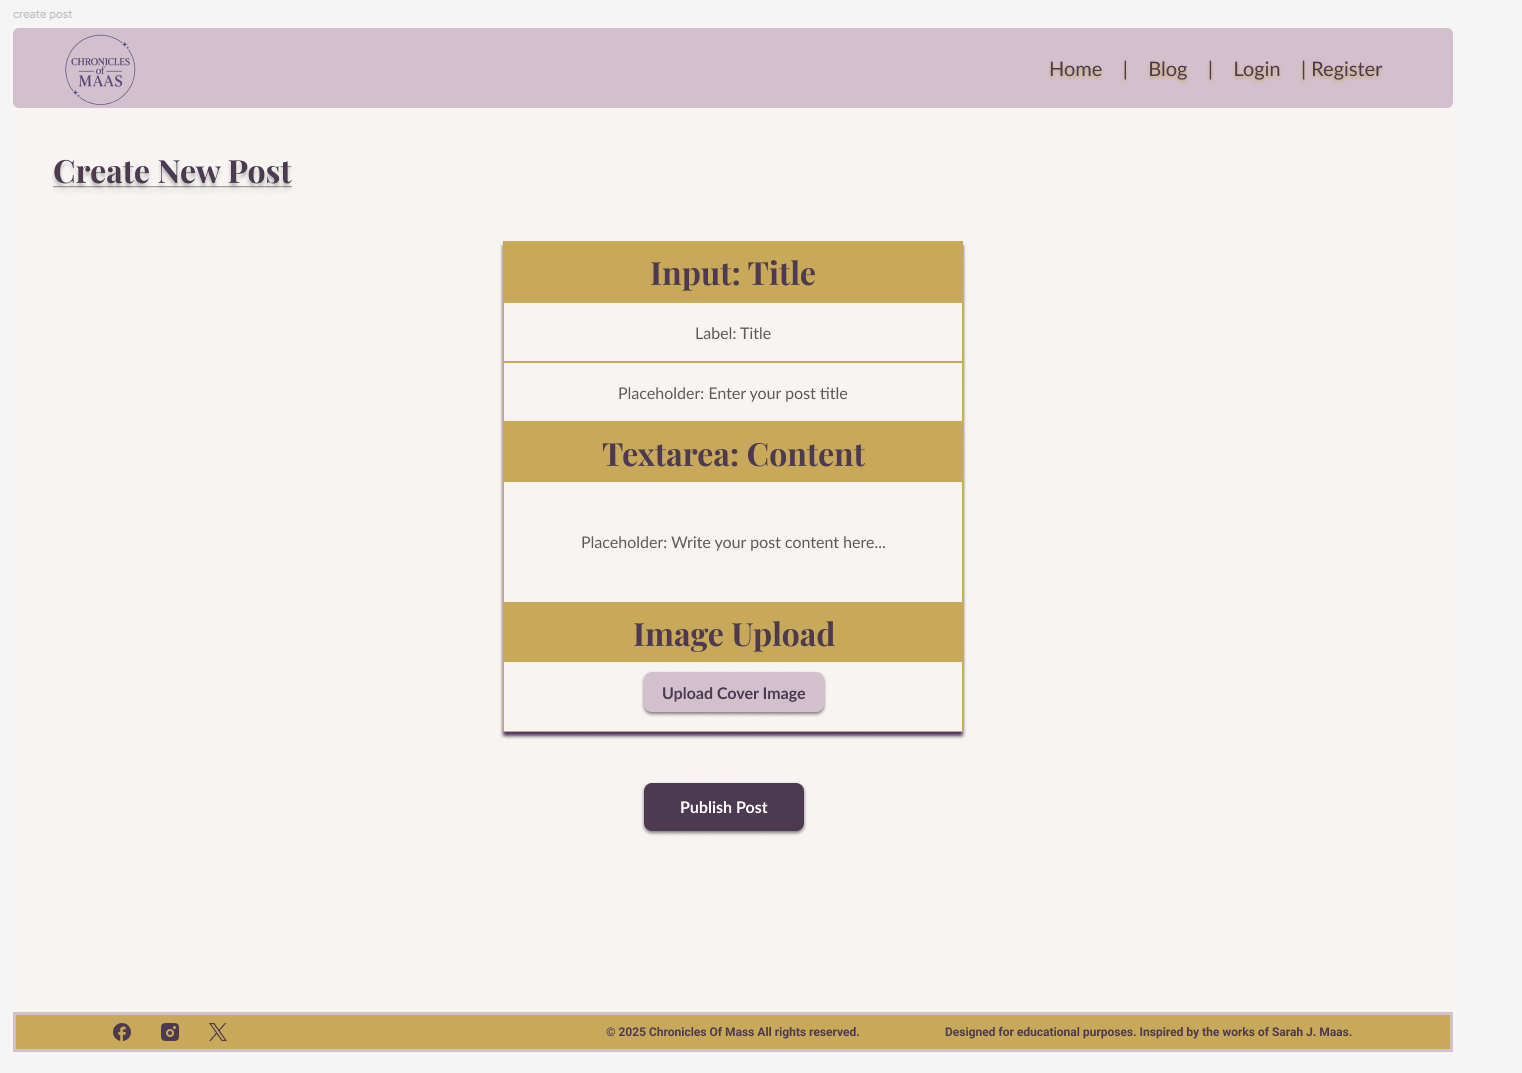 create post
CHRONICLES
of
MAAS
Home | Blog | Login | Register
Create New Post
Input: Title
Label: Title
Placeholder: Enter your post title
Textarea: Content
Placeholder: Write your post content here...
Image Upload
Upload Cover Image
Publish Post
© 2025 Chronicles Of Mass All rights reserved.
Designed for educational purposes. Inspired by the works of Sarah J. Maas.